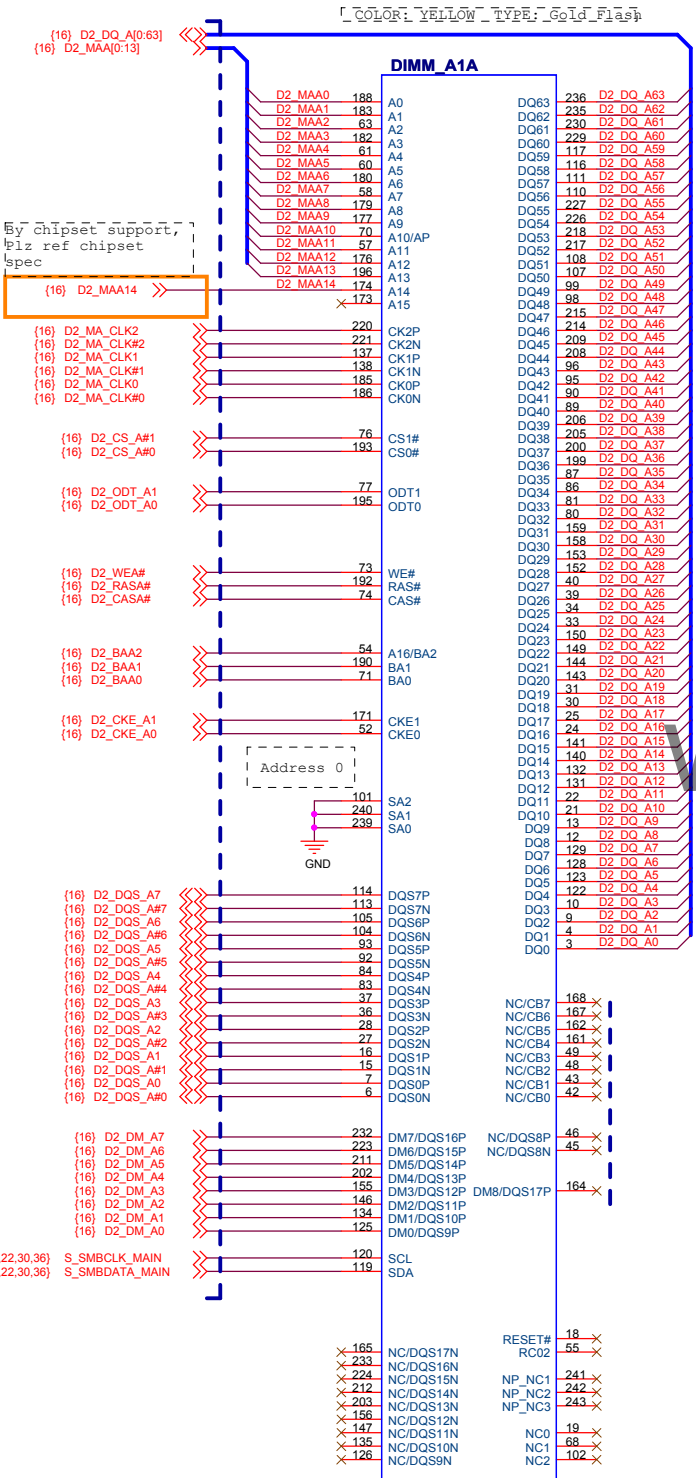 COLOR: YELLOW TYPE: Gold Flash
{16} D2_DQ_A[0:63]
{16} D2_MAA[0:13]
DIMM_A1A
D2_MAA0 188 A0
D2_MAA1 183 A1
D2_MAA2 63 A2
D2_MAA3 182 A3
D2_MAA4 61 A4
D2_MAA5 60 A5
D2_MAA6 180 A6
D2_MAA7 58 A7
D2_MAA8 179 A8
D2_MAA9 177 A9
D2_MAA10 70 A10/AP
D2_MAA11 57 A11
D2_MAA12 176 A12
D2_MAA13 196 A13
D2_MAA14 174 A14
173 A15
By chipset support,
Plz ref chipset
spec
{16} D2_MAA14
{16} D2_MA_CLK2 220 CK2P
{16} D2_MA_CLK#2 221 CK2N
{16} D2_MA_CLK1 137 CK1P
{16} D2_MA_CLK#1 138 CK1N
{16} D2_MA_CLK0 185 CK0P
{16} D2_MA_CLK#0 186 CK0N
{16} D2_CS_A#1 76 CS1#
{16} D2_CS_A#0 193 CS0#
{16} D2_ODT_A1 77 ODT1
{16} D2_ODT_A0 195 ODT0
{16} D2_WEA# 73 WE#
{16} D2_RASA# 192 RAS#
{16} D2_CASA# 74 CAS#
{16} D2_BAA2 54 A16/BA2
{16} D2_BAA1 190 BA1
{16} D2_BAA0 71 BA0
{16} D2_CKE_A1 171 CKE1
{16} D2_CKE_A0 52 CKE0
Address 0
101 SA2
240 SA1
239 SA0
GND
{16} D2_DQS_A7 114 DQS7P
{16} D2_DQS_A#7 113 DQS7N
{16} D2_DQS_A6 105 DQS6P
{16} D2_DQS_A#6 104 DQS6N
{16} D2_DQS_A5 93 DQS5P
{16} D2_DQS_A#5 92 DQS5N
{16} D2_DQS_A4 84 DQS4P
{16} D2_DQS_A#4 83 DQS4N
{16} D2_DQS_A3 37 DQS3P
{16} D2_DQS_A#3 36 DQS3N
{16} D2_DQS_A2 28 DQS2P
{16} D2_DQS_A#2 27 DQS2N
{16} D2_DQS_A1 16 DQS1P
{16} D2_DQS_A#1 15 DQS1N
{16} D2_DQS_A0 7 DQS0P
{16} D2_DQS_A#0 6 DQS0N
{16} D2_DM_A7 232 DM7/DQS16P
{16} D2_DM_A6 223 DM6/DQS15P
{16} D2_DM_A5 211 DM5/DQS14P
{16} D2_DM_A4 202 DM4/DQS13P
{16} D2_DM_A3 155 DM3/DQS12P
{16} D2_DM_A2 146 DM2/DQS11P
{16} D2_DM_A1 134 DM1/DQS10P
{16} D2_DM_A0 125 DM0/DQS9P
22,30,36} S_SMBCLK_MAIN 120 SCL
22,30,36} S_SMBDATA_MAIN 119 SDA
165 NC/DQS17N
233 NC/DQS16N
224 NC/DQS15N
212 NC/DQS14N
203 NC/DQS13N
156 NC/DQS12N
147 NC/DQS11N
135 NC/DQS10N
126 NC/DQS9N
DQ63 236 D2_DQ_A63
DQ62 235 D2_DQ_A62
DQ61 230 D2_DQ_A61
DQ60 229 D2_DQ_A60
DQ59 117 D2_DQ_A59
DQ58 116 D2_DQ_A58
DQ57 111 D2_DQ_A57
DQ56 110 D2_DQ_A56
DQ55 227 D2_DQ_A55
DQ54 226 D2_DQ_A54
DQ53 218 D2_DQ_A53
DQ52 217 D2_DQ_A52
DQ51 108 D2_DQ_A51
DQ50 107 D2_DQ_A50
DQ49 99 D2_DQ_A49
DQ48 98 D2_DQ_A48
DQ47 215 D2_DQ_A47
DQ46 214 D2_DQ_A46
DQ45 209 D2_DQ_A45
DQ44 208 D2_DQ_A44
DQ43 96 D2_DQ_A43
DQ42 95 D2_DQ_A42
DQ41 90 D2_DQ_A41
DQ40 89 D2_DQ_A40
DQ39 206 D2_DQ_A39
DQ38 205 D2_DQ_A38
DQ37 200 D2_DQ_A37
DQ36 199 D2_DQ_A36
DQ35 87 D2_DQ_A35
DQ34 86 D2_DQ_A34
DQ33 81 D2_DQ_A33
DQ32 80 D2_DQ_A32
DQ31 159 D2_DQ_A31
DQ30 158 D2_DQ_A30
DQ29 153 D2_DQ_A29
DQ28 152 D2_DQ_A28
DQ27 40 D2_DQ_A27
DQ26 39 D2_DQ_A26
DQ25 34 D2_DQ_A25
DQ24 33 D2_DQ_A24
DQ23 150 D2_DQ_A23
DQ22 149 D2_DQ_A22
DQ21 144 D2_DQ_A21
DQ20 143 D2_DQ_A20
DQ19 31 D2_DQ_A19
DQ18 30 D2_DQ_A18
DQ17 25 D2_DQ_A17
DQ16 24 D2_DQ_A16
DQ15 141 D2_DQ_A15
DQ14 140 D2_DQ_A14
DQ13 132 D2_DQ_A13
DQ12 131 D2_DQ_A12
DQ11 22 D2_DQ_A11
DQ10 21 D2_DQ_A10
DQ9 13 D2_DQ_A9
DQ8 12 D2_DQ_A8
DQ7 129 D2_DQ_A7
DQ6 128 D2_DQ_A6
DQ5 123 D2_DQ_A5
DQ4 122 D2_DQ_A4
DQ3 10 D2_DQ_A3
DQ2 9 D2_DQ_A2
DQ1 4 D2_DQ_A1
DQ0 3 D2_DQ_A0
NC/CB7 168
NC/CB6 167
NC/CB5 162
NC/CB4 161
NC/CB3 49
NC/CB2 48
NC/CB1 43
NC/CB0 42
NC/DQS8P 46
NC/DQS8N 45
DM8/DQS17P 164
RESET# 18
RC02 55
NP_NC1 241
NP_NC2 242
NP_NC3 243
NC0 19
NC1 68
NC2 102